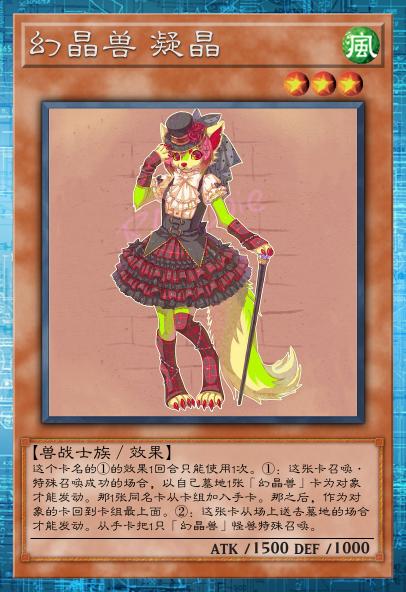 幻晶兽 凝晶
風
【兽战士族／效果】
这个卡名的①的效果1回合只能使用1次。①：这张卡召唤・
特殊召唤成功的场合，以自己墓地1张「幻晶兽」卡为对象
才能发动。那1张同名卡从卡组加入手卡。那之后，作为对
象的卡回到卡组最上面。②：这张卡从场上送去墓地的场合
才能发动。从手卡把1只「幻晶兽」怪兽特殊召唤。
ATK / 1500 DEF / 1000